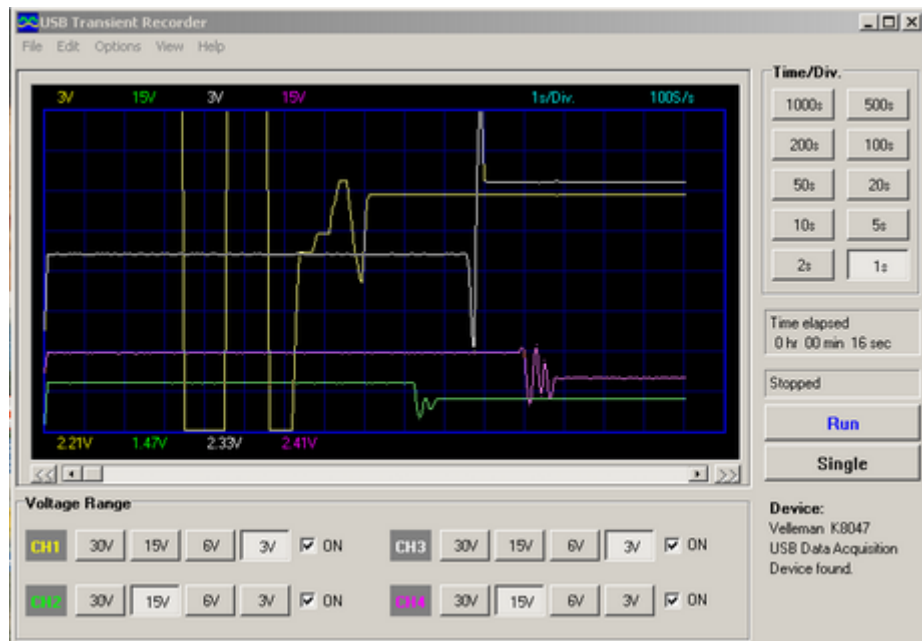 USB Transient Recorder
File Edit Options View Help
3V 15V 3V 15V 1s/Div. 100S/s
2.21V 1.47V 2.33V 2.41V
Time/Div.
1000s 500s
200s 100s
50s 20s
10s 5s
2s 1s
Time elapsed
0 hr 00 min 16 sec
Stopped
Run
Single
Voltage Range
CH1 30V 15V 6V 3V ON
CH3 30V 15V 6V 3V ON
CH2 30V 15V 6V 3V ON
CH4 30V 15V 6V 3V ON
Device:
Velleman K8047
USB Data Acquisition
Device found.